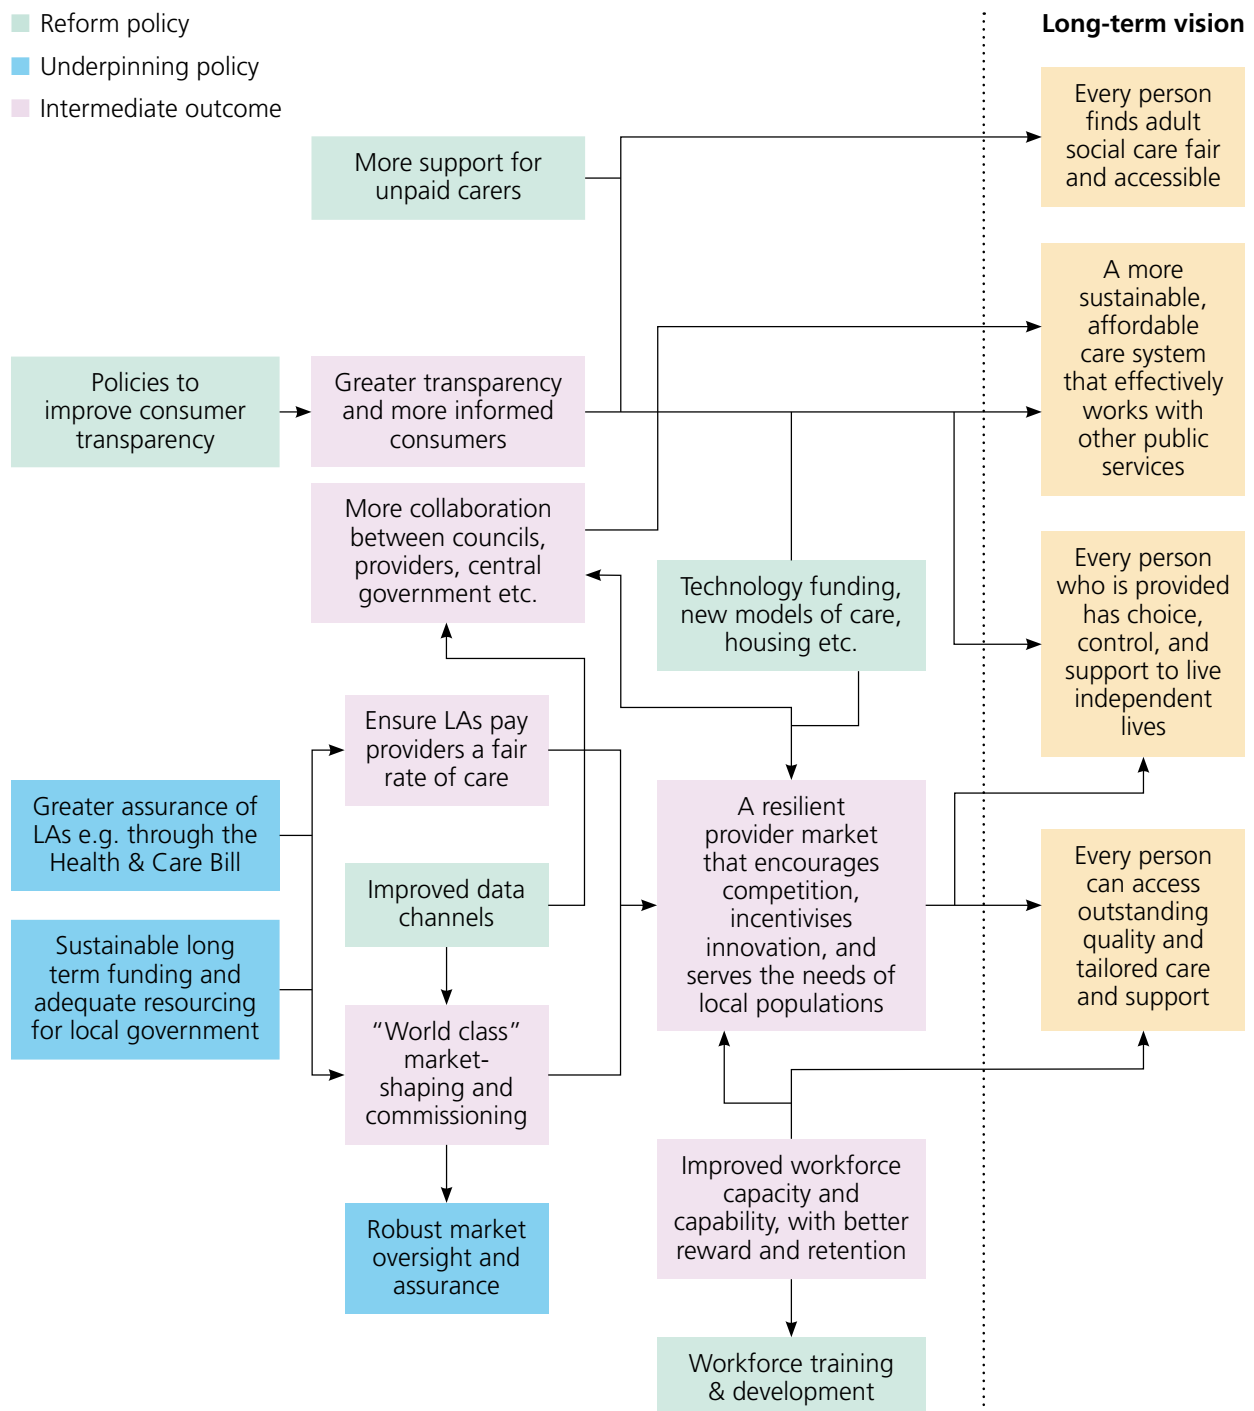 Reform policy
Underpinning policy
Intermediate outcome
Long-term vision
More support for
unpaid carers
Every person
finds adult
social care fair
and accessible
Policies to
improve consumer
transparency
Greater transparency
and more informed
consumers
A more
sustainable,
affordable
care system
that effectively
works with
other public
services
More collaboration
between councils,
providers, central
government etc.
Technology funding,
new models of care,
housing etc.
Every person
who is provided
has choice,
control, and
support to live
independent
lives
Ensure LAs pay
providers a fair
rate of care
Greater assurance of
LAs e.g. through the
Health & Care Bill
Improved data
channels
A resilient
provider market
that encourages
competition,
incentivises
innovation, and
serves the needs of
local populations
Every person
can access
outstanding
quality and
tailored care
and support
Sustainable long
term funding and
adequate resourcing
for local government
“World class”
market-
shaping and
commissioning
Improved workforce
capacity and
capability, with better
reward and retention
Robust market
oversight and
assurance
Workforce training
& development